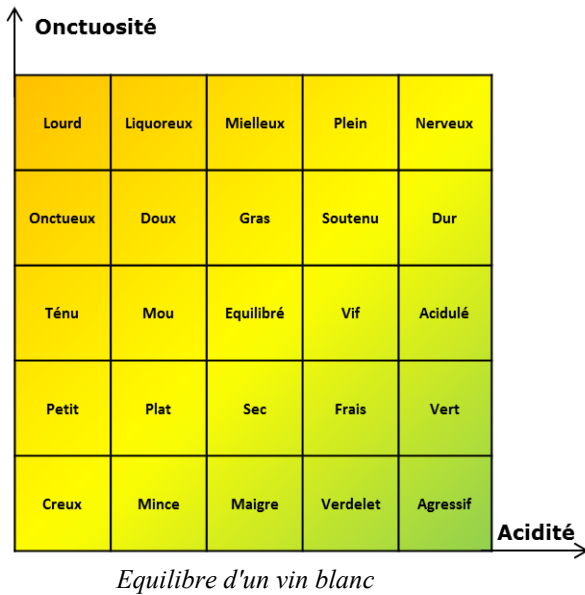 Onctuosité
Lourd Liquoreux Mielleux Plein Nerveux
Onctueux Doux Gras Soutenu Dur
Ténu Mou Equilibré Vif Acidulé
Petit Plat Sec Frais Vert
Creux Mince Maigre Verdelet Agressif
Acidité
Equilibre d'un vin blanc